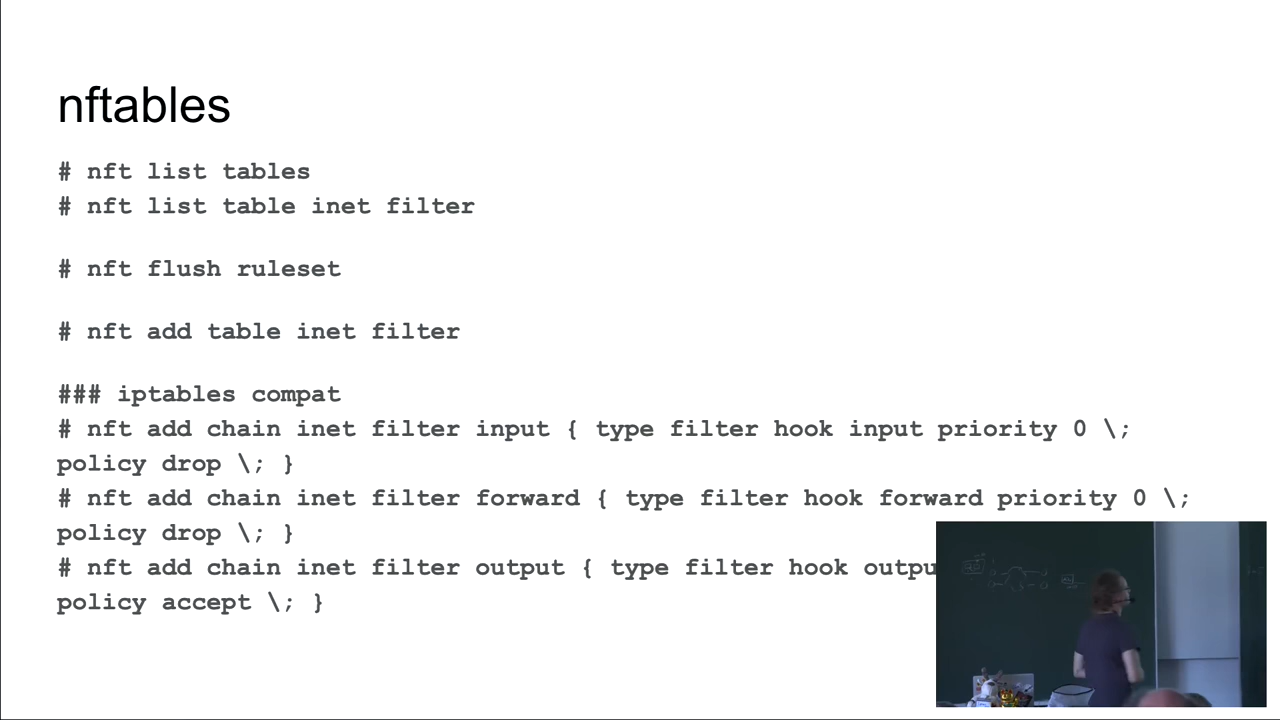 nftables
# nft list tables
# nft list table inet filter
# nft flush ruleset
# nft add table inet filter
### iptables compat
# nft add chain inet filter input { type filter hook input priority 0 \;
policy drop \; }
# nft add chain inet filter forward { type filter hook forward priority 0 \;
policy drop \; }
# nft add chain inet filter output { type filter hook outpu
policy accept \; }